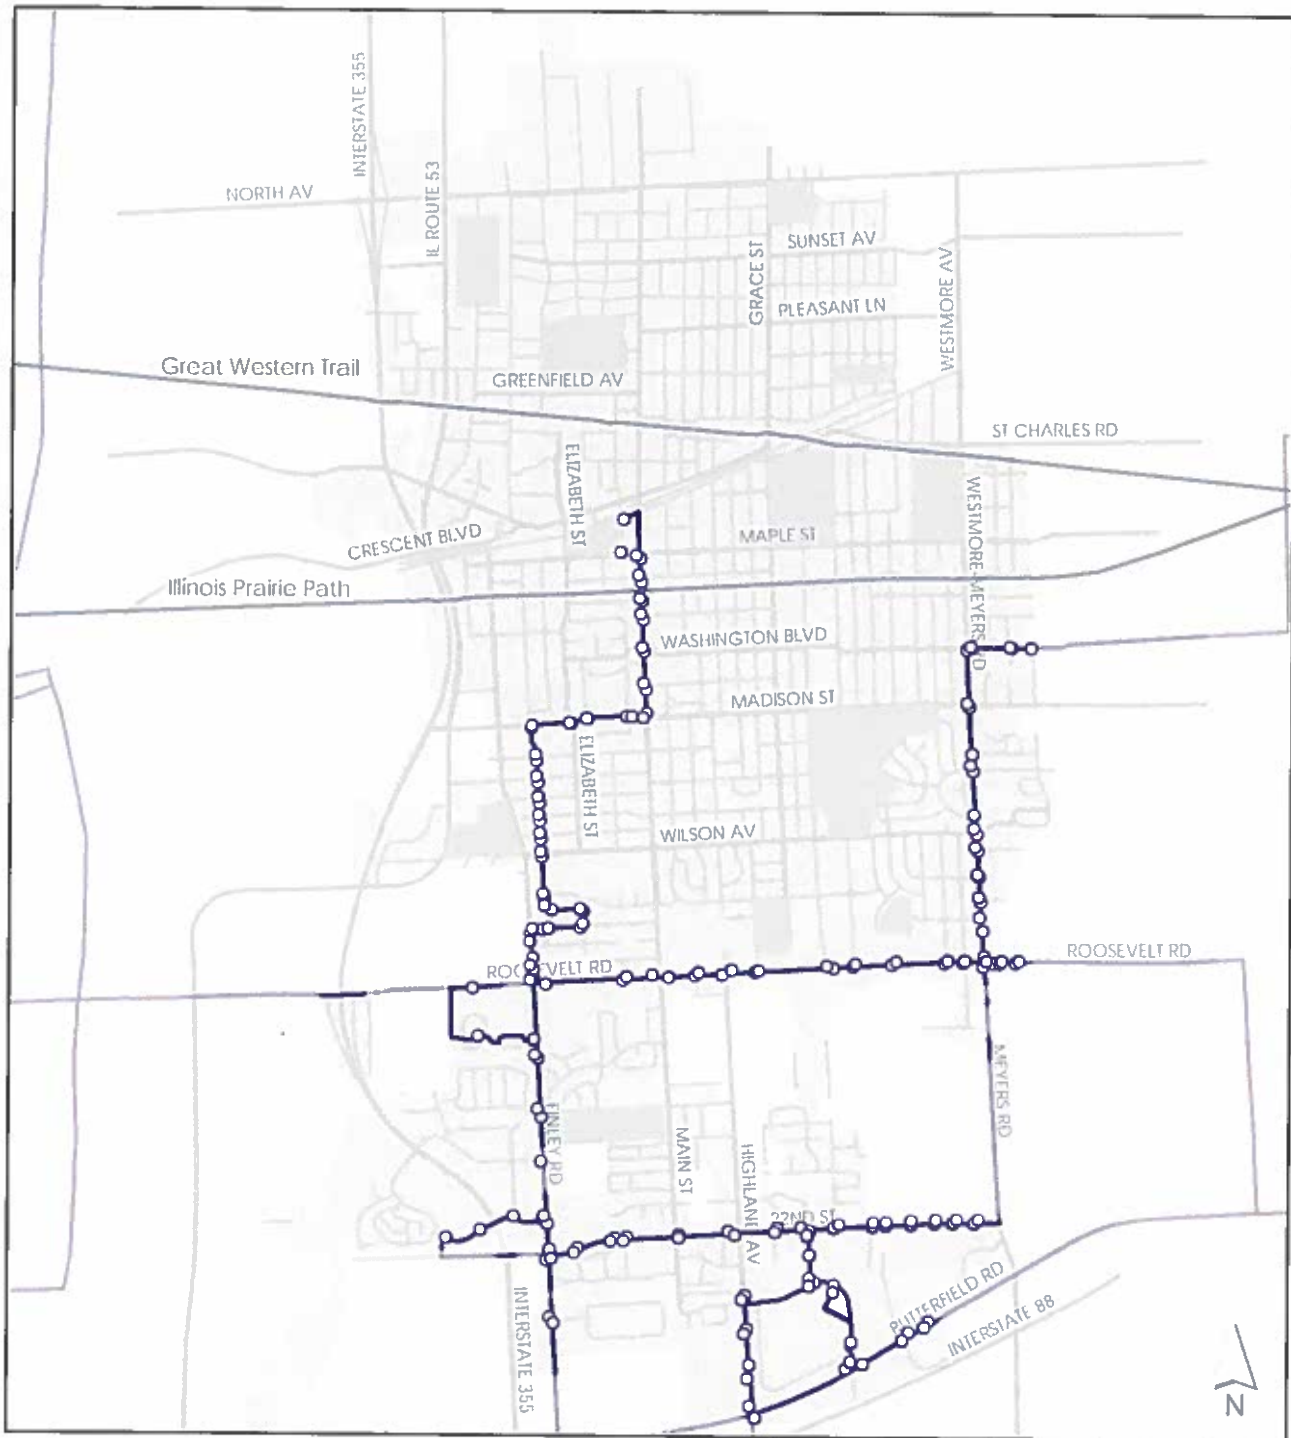 INTERSTATE 355
IL ROUTE 53
NORTH AV
GRACE ST
SUNSET AV
WESTMORE AV
PLEASANT LN
Great Western Trail
GREENFIELD AV
ST CHARLES RD
ELIZABETH ST
WESTMORE-MEYERS RD
CRESCENT BLVD
MAPLE ST
Illinois Prairie Path
WASHINGTON BLVD
MADISON ST
ELIZABETH ST
WILSON AV
ROOSEVELT RD
ROOSEVELT RD
MEYERS RD
FINLEY RD
MAIN ST
HIGHLAND AV
22ND ST
INTERSTATE 355
BUTTERFIELD RD
INTERSTATE 88
N